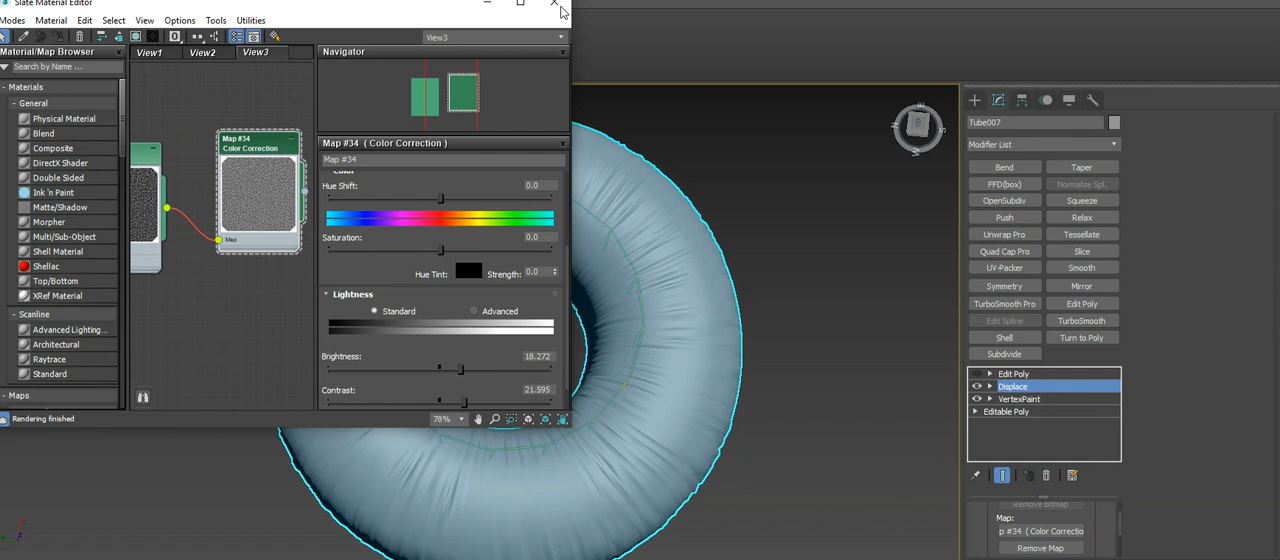 Slate Material Editor
Modes Material Edit Select View Options Tools Utilities
View3
Material/Map Browser
Search by Name ...
- Materials
- General
Physical Material
Blend
Composite
DirectX Shader
Double Sided
Ink 'n Paint
Matte/Shadow
Morpher
Multi/Sub-Object
Shell Material
Shellac
Top/Bottom
XRef Material
- Scanline
Advanced Lighting...
Architectural
Raytrace
Standard
- Maps
Rendering finished
View1 View2 View3
Map #34
Color Correction
Map
Navigator
Map #34 ( Color Correction )
Map #34
Color
Hue Shift: 0.0
Saturation: 0.0
Hue Tint: Strength: 0.0
Lightness
Standard Advanced
Brightness: 18.272
Contrast: 21.595
78%
Tube007
Modifier List
Bend Taper
FFD(box) Normalize Spl.
OpenSubdiv Squeeze
Push Relax
Unwrap Pro Tessellate
Quad Cap Pro Slice
UV-Packer Smooth
Symmetry Mirror
TurboSmooth Pro Edit Poly
Edit Spline TurboSmooth
Shell Turn to Poly
Subdivide
Edit Poly
Displace
VertexPaint
Editable Poly
Remove Bitmap
Map:
p #34 ( Color Correctio
Remove Map